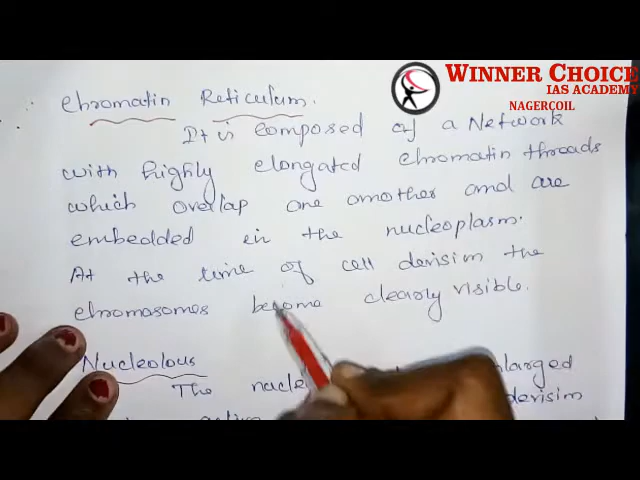 WINNER CHOICE
IAS ACADEMY
NAGERCOIL
Chromatin Reticulum.
It is composed of a Network
with highly elongated chromatin threads
which overlap one another and are
embedded in the nucleoplasm.
At the time of cell devisim the
chromosomes become clearly visible.
Nucleolous
The nlarged
devisim